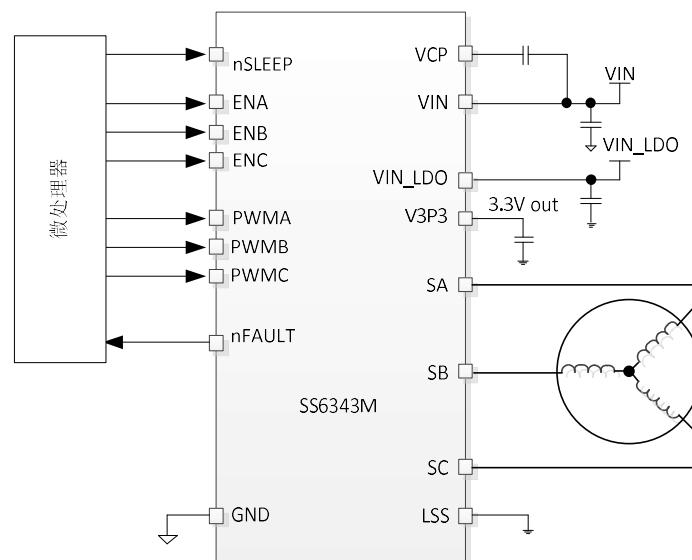 微处理器
nSLEEP
ENA
ENB
ENC
PWMA
PWMB
PWMC
nFAULT
GND
SS6343M
VCP
VIN
VIN_LDO
V3P3
SA
SB
SC
LSS
VIN
VIN_LDO
3.3V out